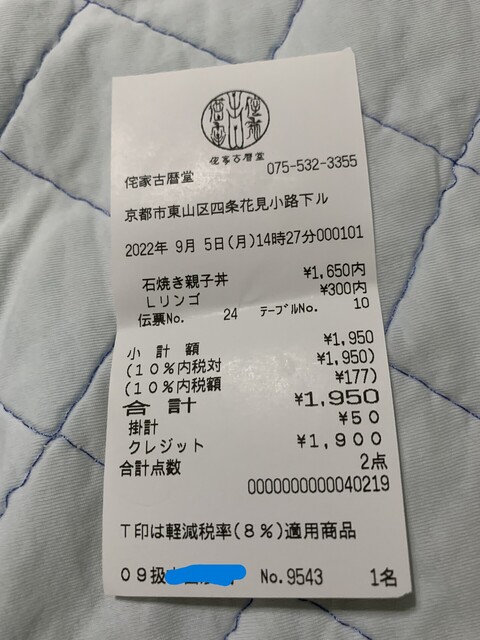 侘家古暦堂
侘家古暦堂 075-532-3355
京都市東山区四条花見小路下ル
2022年 9月 5日(月)14時27分000101
石焼き親子丼 ¥1,650内
Lリンゴ ¥300内
伝票No. 24 テーブルNo. 10
小計額 ¥1,950
(10%内税対 ¥1,950)
(10%内税額 ¥177)
合計 ¥1,950
掛計 ¥50
クレジット ¥1,900
合計点数 2点
0000000000040219
T印は軽減税率(8%)適用商品
09扱 No.9543 1名